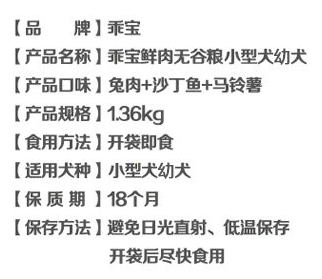 【品　　牌】乖宝
【产品名称】乖宝鲜肉无谷粮小型犬幼犬
【产品口味】兔肉+沙丁鱼+马铃薯
【产品规格】1.36kg
【食用方法】开袋即食
【适用犬种】小型犬幼犬
【保 质 期 】18个月
【保存方法】避免日光直射、低温保存
开袋后尽快食用